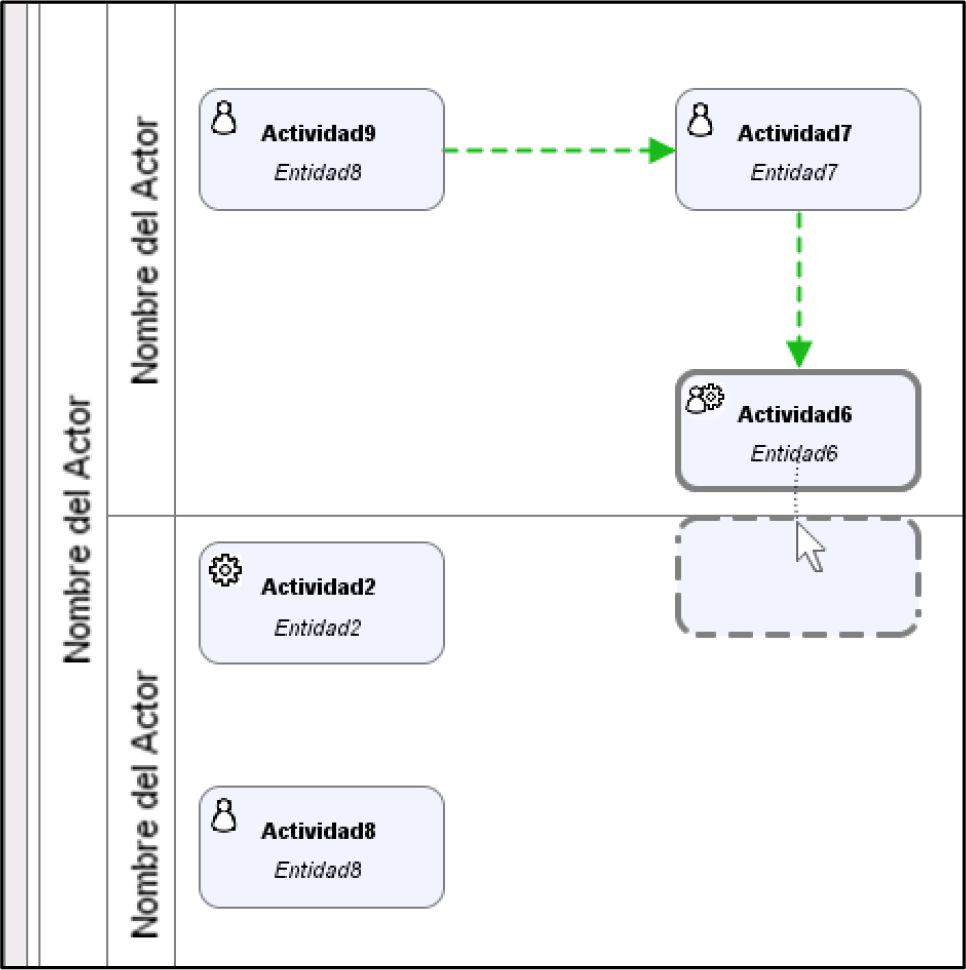 Nombre del Actor
Nombre del Actor
Actividad9
Entidad8
Actividad7
Entidad7
Actividad6
Entidad6
Nombre del Actor
Actividad2
Entidad2
Actividad8
Entidad8